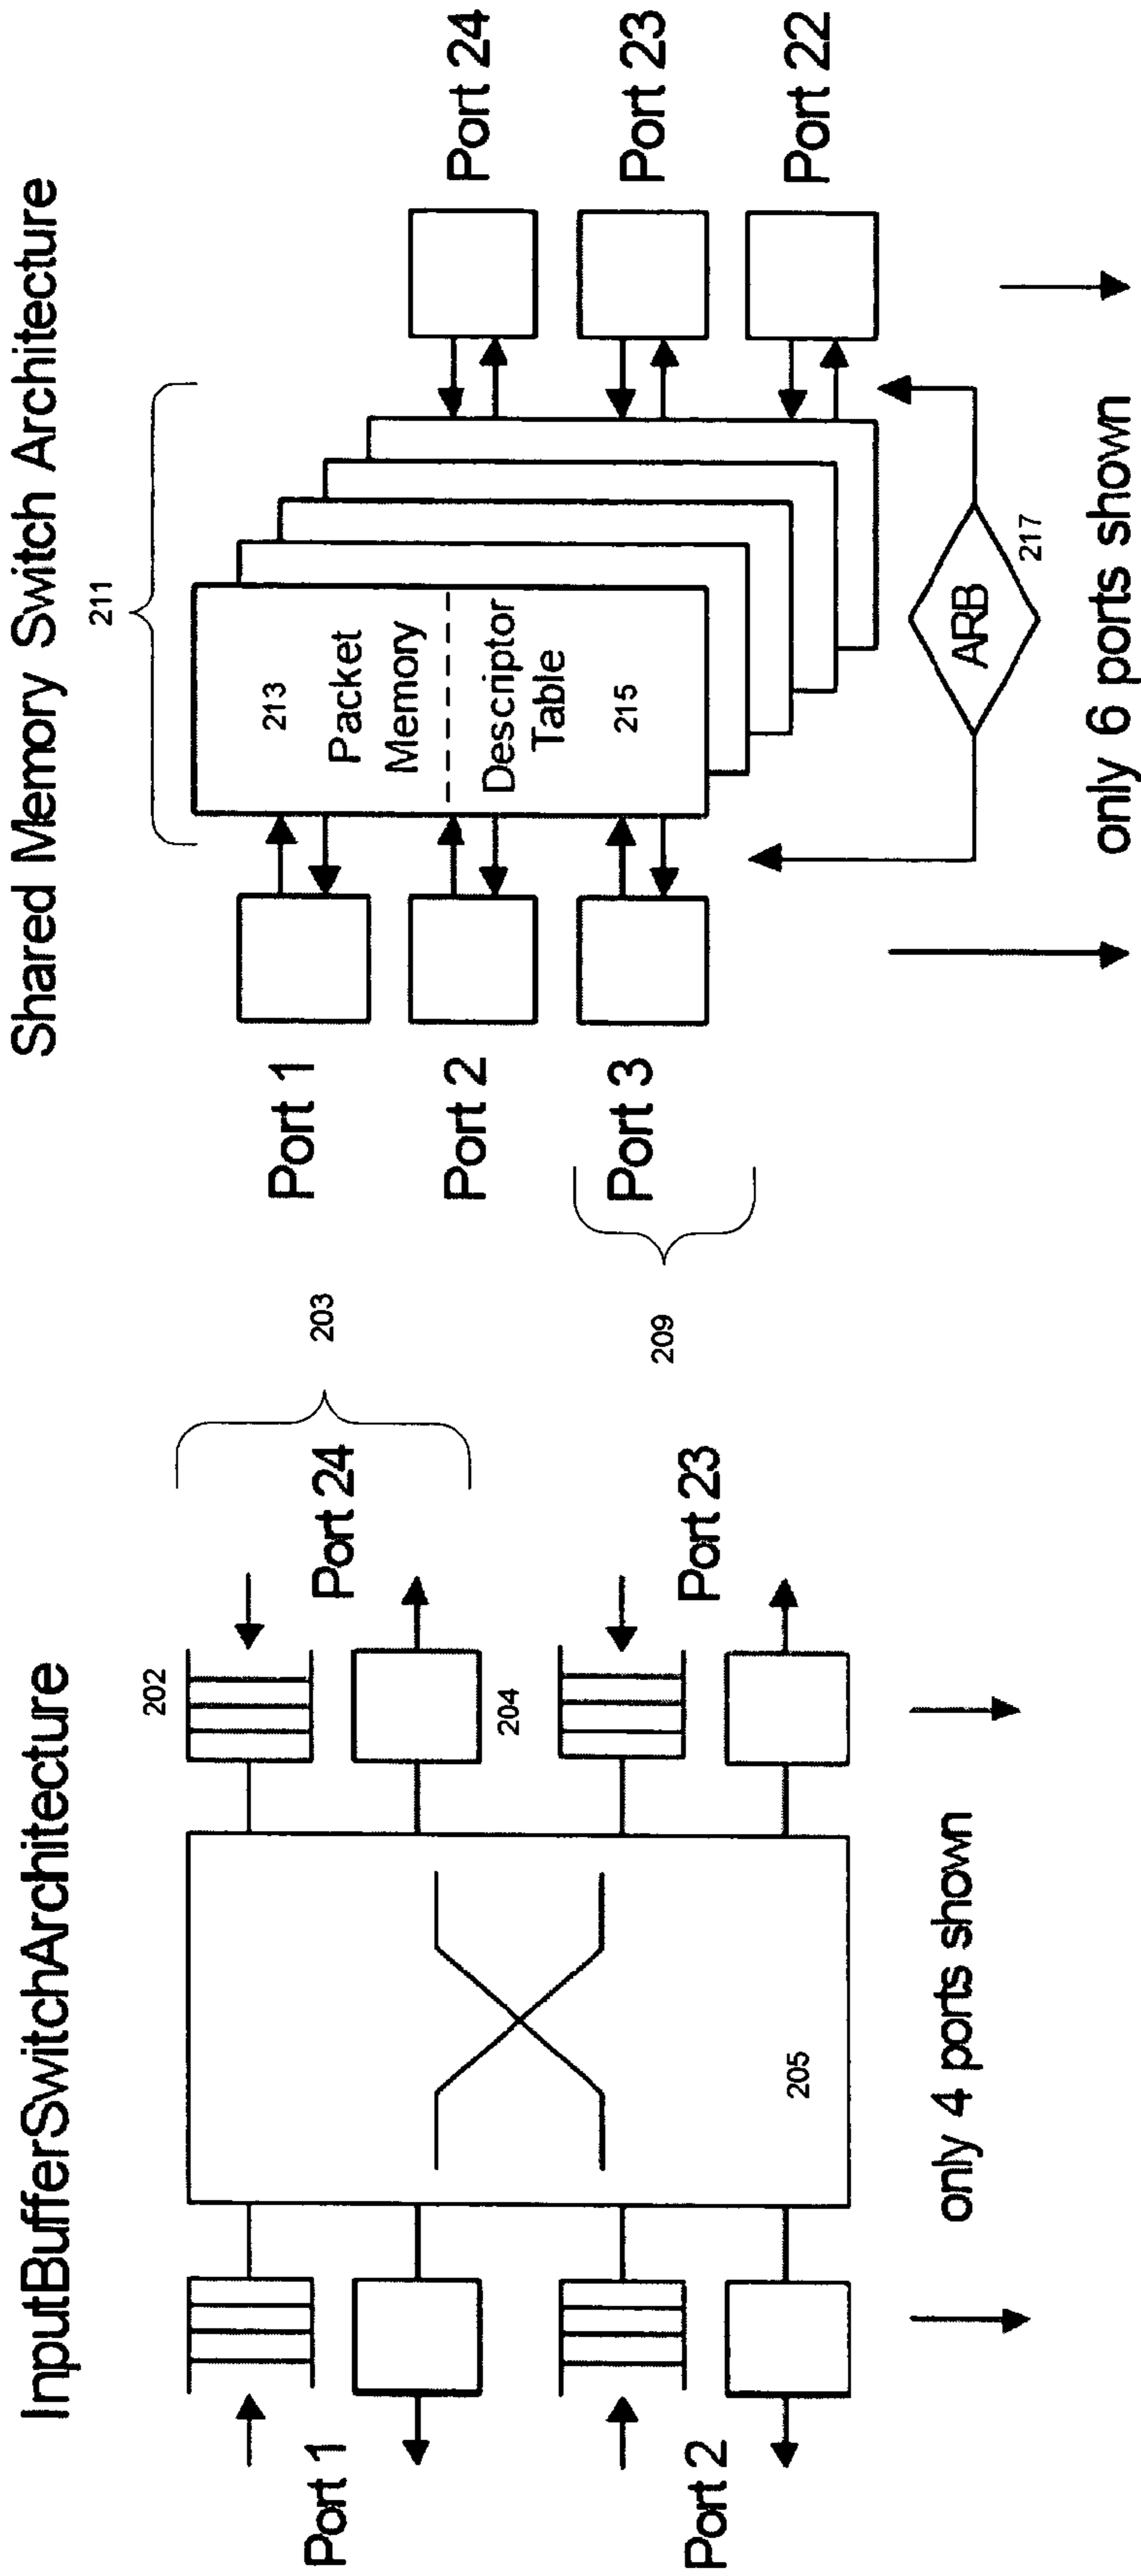 InputBufferSwitchArchitecture
202
Port 1
Port 24
203
204
Port 2
Port 23
205
only 4 ports shown
Shared Memory Switch Architecture
211
Port 1
213
Packet
Memory
Port 24
Port 2
Descriptor
Table
Port 23
Port 3
215
209
Port 22
ARB
217
only 6 ports shown